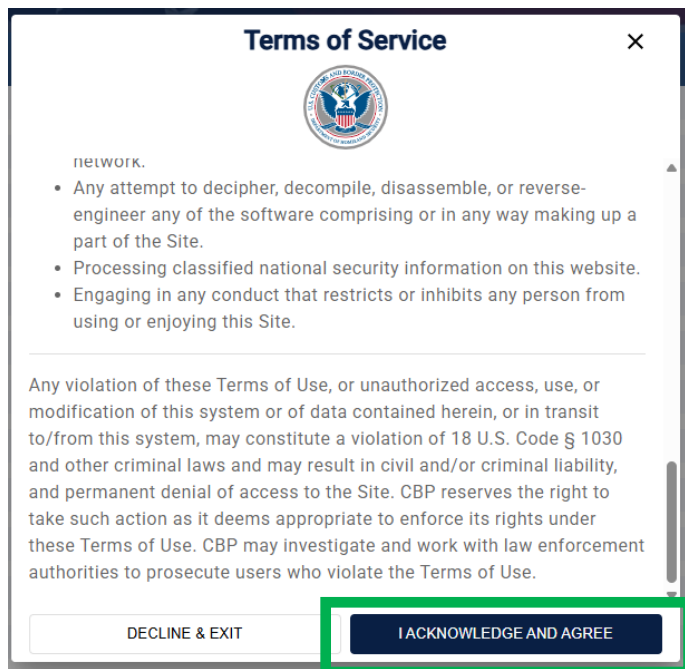 Terms of Service
U.S. CUSTOMS AND BORDER PROTECTION
DEPARTMENT OF HOMELAND SECURITY
network.
• Any attempt to decipher, decompile, disassemble, or reverse-
engineer any of the software comprising or in any way making up a
part of the Site.
• Processing classified national security information on this website.
• Engaging in any conduct that restricts or inhibits any person from
using or enjoying this Site.
Any violation of these Terms of Use, or unauthorized access, use, or
modification of this system or of data contained herein, or in transit
to/from this system, may constitute a violation of 18 U.S. Code § 1030
and other criminal laws and may result in civil and/or criminal liability,
and permanent denial of access to the Site. CBP reserves the right to
take such action as it deems appropriate to enforce its rights under
these Terms of Use. CBP may investigate and work with law enforcement
authorities to prosecute users who violate the Terms of Use.
DECLINE & EXIT
I ACKNOWLEDGE AND AGREE